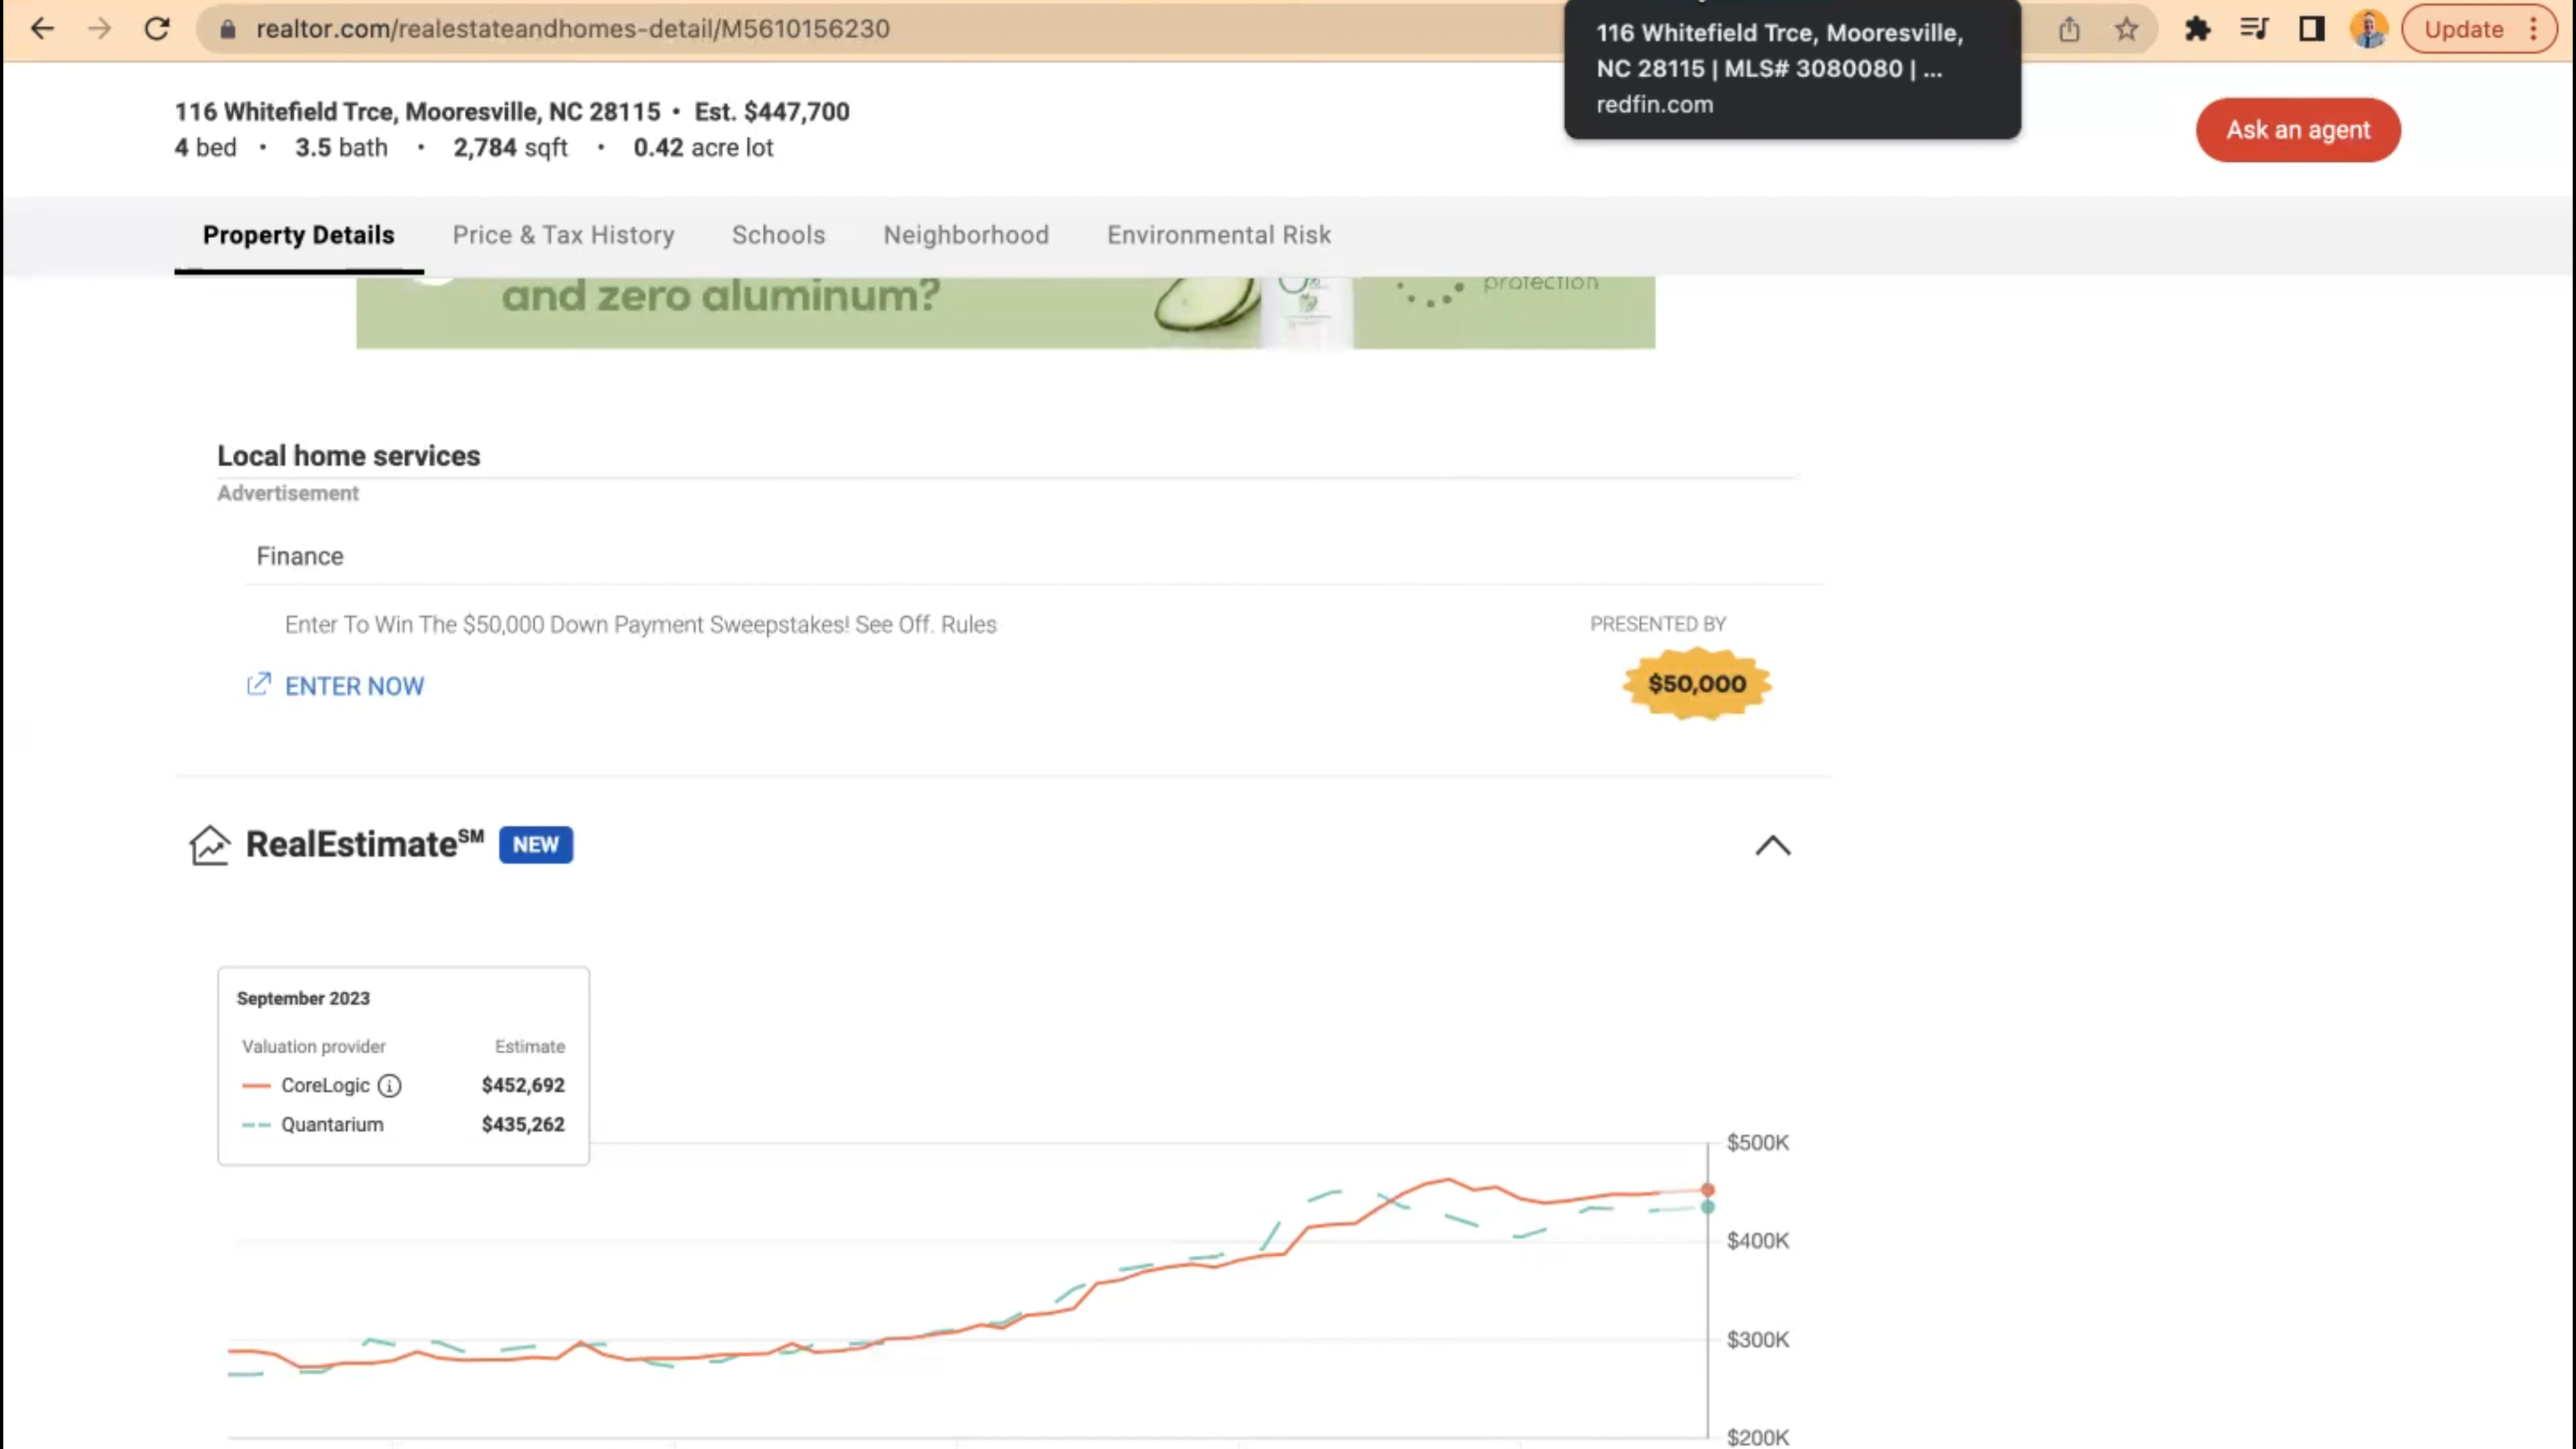 realtor.com/realestateandhomes-detail/M5610156230
Update
116 Whitefield Trce, Mooresville,
NC 28115 | MLS# 3080080 | ...
redfin.com
116 Whitefield Trce, Mooresville, NC 28115 • Est. $447,700
4 bed • 3.5 bath • 2,784 sqft • 0.42 acre lot
Ask an agent
Property Details Price & Tax History Schools Neighborhood Environmental Risk
and zero aluminum?
protection
Local home services
Advertisement
Finance
Enter To Win The $50,000 Down Payment Sweepstakes! See Off. Rules
PRESENTED BY
ENTER NOW
$50,000
RealEstimate℠ NEW
September 2023
Valuation provider Estimate
CoreLogic $452,692
Quantarium $435,262
$500K
$400K
$300K
$200K